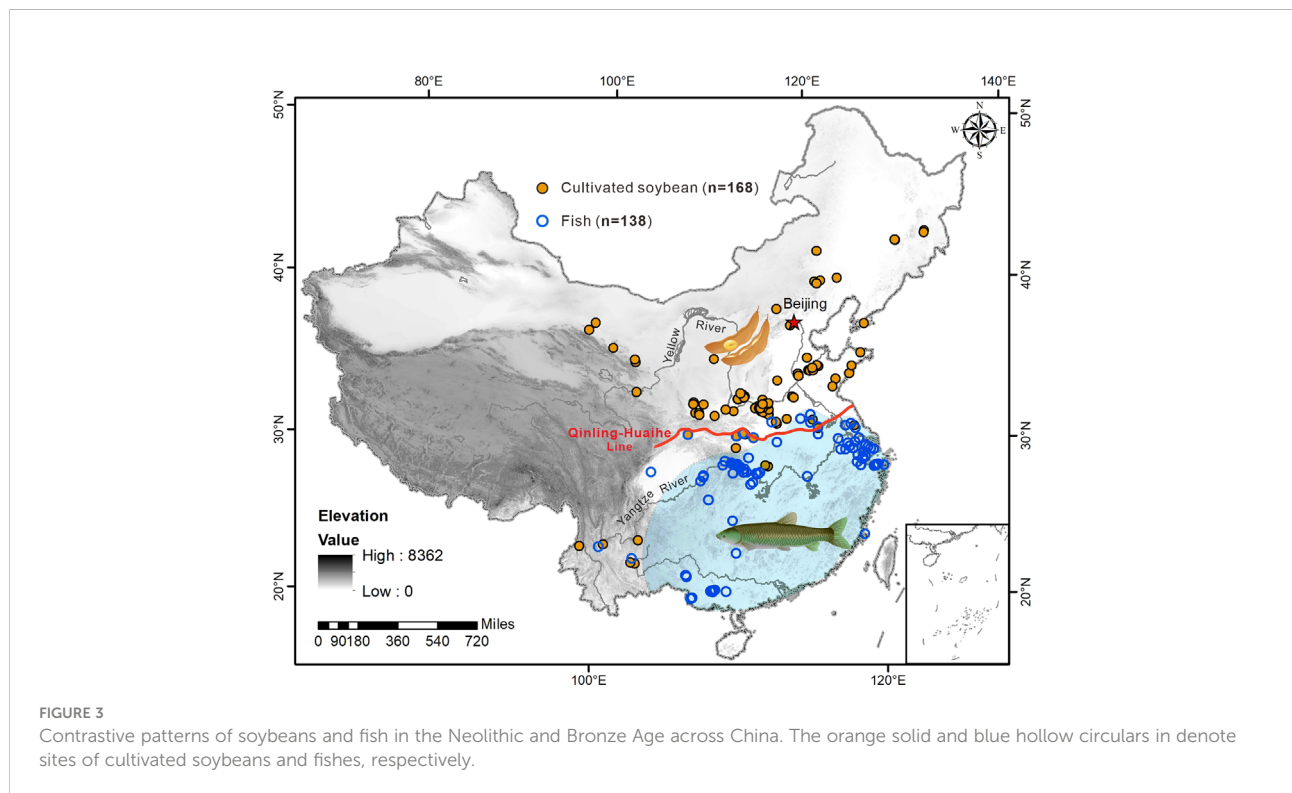 80°E 100°E 120°E 140°E
50°N
50°N
N
W E
S
Cultivated soybean (n=168)
Fish (n=138)
40°N
40°N
Beijing
Yellow River
30°N
30°N
Qinling-Huaihe
Line
Yangtze River
Elevation
Value
High : 8362
Low : 0
20°N
20°N
Miles
0 90180 360 540 720
100°E 120°E
FIGURE 3
Contrastive patterns of soybeans and fish in the Neolithic and Bronze Age across China. The orange solid and blue hollow circulars in denote
sites of cultivated soybeans and fishes, respectively.